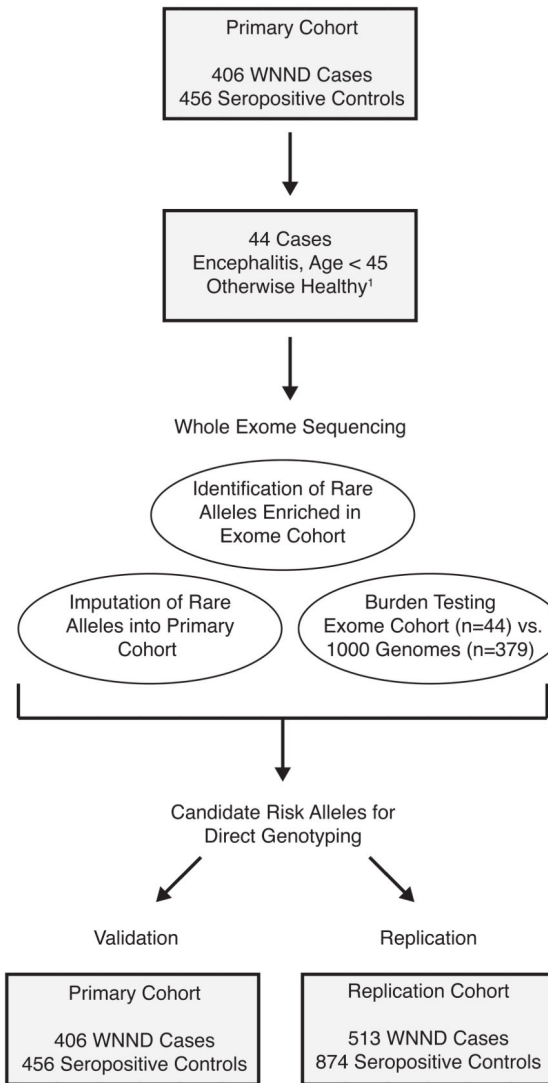 Primary Cohort
406 WNND Cases
456 Seropositive Controls
44 Cases
Encephalitis, Age < 45
Otherwise Healthy¹
Whole Exome Sequencing
Identification of Rare
Alleles Enriched in
Exome Cohort
Imputation of Rare
Alleles into Primary
Cohort
Burden Testing
Exome Cohort (n=44) vs.
1000 Genomes (n=379)
Candidate Risk Alleles for
Direct Genotyping
Validation
Replication
Primary Cohort
406 WNND Cases
456 Seropositive Controls
Replication Cohort
513 WNND Cases
874 Seropositive Controls